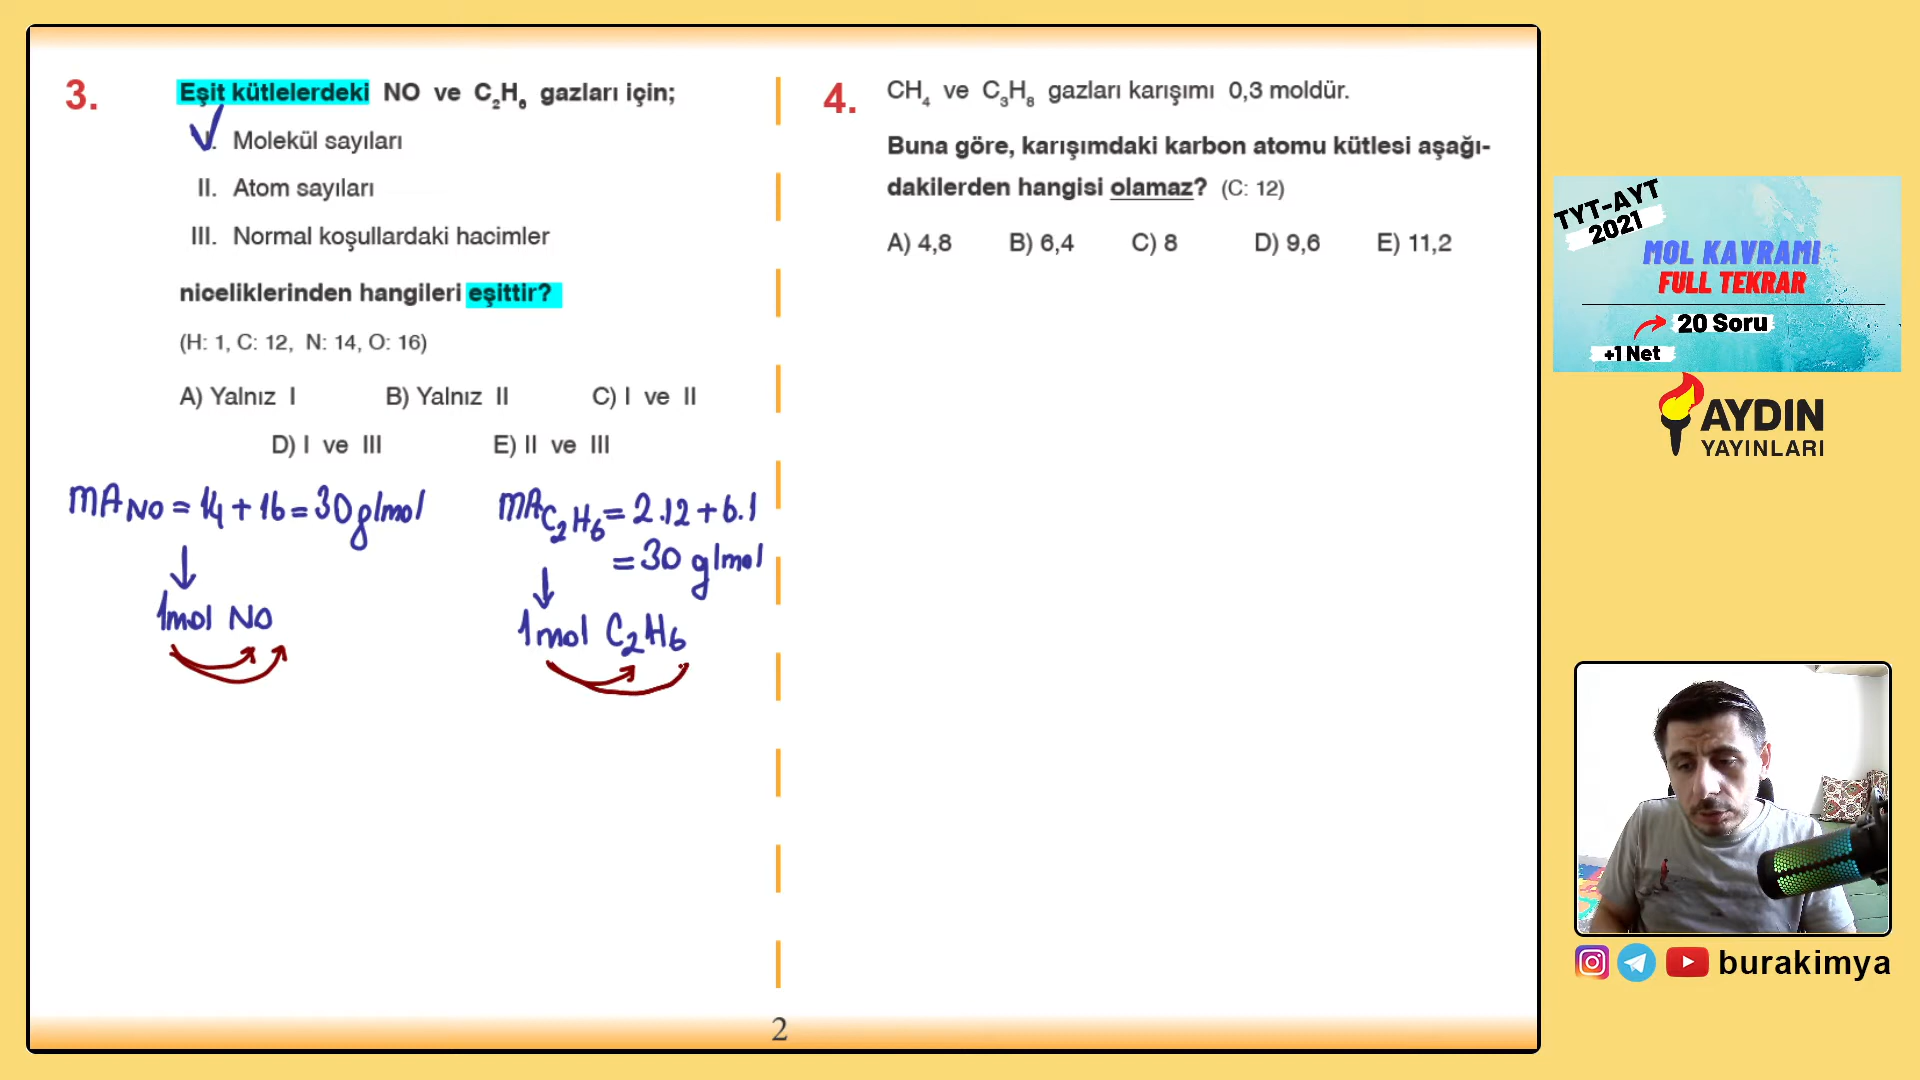 3.
Eşit kütlelerdeki NO ve C₂H₆ gazları için;
I. Molekül sayıları
II. Atom sayıları
III. Normal koşullardaki hacimler
niceliklerinden hangileri eşittir?
(H: 1, C: 12, N: 14, O: 16)
A) Yalnız I B) Yalnız II C) I ve II
D) I ve III E) II ve III
MA NO = 14 + 16 = 30 g/mol
1mol NO
MA C₂H₆ = 2.12 + 6.1
= 30 g/mol
1mol C₂H₆
4.
CH₄ ve C₃H₈ gazları karışımı 0,3 moldür.
Buna göre, karışımdaki karbon atomu kütlesi aşağı-
dakilerden hangisi olamaz? (C: 12)
A) 4,8 B) 6,4 C) 8 D) 9,6 E) 11,2
2
TYT-AYT
2021
MOL KAVRAMI
FULL TEKRAR
20 Soru
+1 Net
AYDIN
YAYINLARI
burakimya